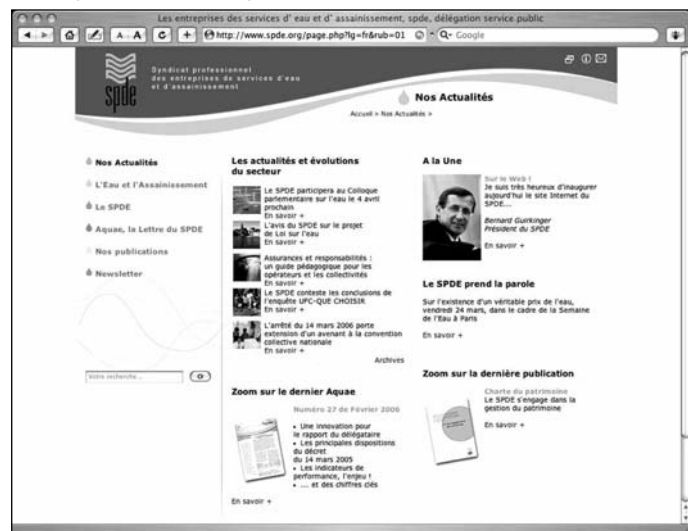 Les entreprises des services d' eau et d' assainissement, spde, délégation service public
A A
http://www.spde.org/page.php?lg=fr&rub=01
Q- Google
spde
Syndicat professionnel
des entreprises de services d'eau
et d'assainissement
Nos Actualités
Accueil > Nos Actualités >
Nos Actualités
L'Eau et l'Assainissement
Le SPDE
Aquae, la Lettre du SPDE
Nos publications
Newsletter
Votre recherche...
Les actualités et évolutions
du secteur
Le SPDE participera au Colloque
parlementaire sur l'eau le 4 avril
prochain
En savoir +
L'avis du SPDE sur le projet
de Loi sur l'eau
En savoir +
Assurances et responsabilités :
un guide pédagogique pour les
opérateurs et les collectivités
En savoir +
Le SPDE conteste les conclusions de
l'enquête UFC-QUE CHOISIR
En savoir +
L'arrêté du 14 mars 2006 porte
extension d'un avenant à la convention
collective nationale
En savoir +
Archives
Zoom sur le dernier Aquae
Numéro 27 de Février 2006
• Une innovation pour
le rapport du délégataire
• Les principales dispositions
du décret
du 14 mars 2005
• Les indicateurs de
performance, l'enjeu !
• ... et des chiffres clés
En savoir +
A la Une
Sur le Web !
Je suis très heureux d'inaugurer
aujourd'hui le site Internet du
SPDE...
Bernard Guirkinger
Président du SPDE
En savoir +
Le SPDE prend la parole
Sur l'existence d'un véritable prix de l'eau,
vendredi 24 mars, dans le cadre de la Semaine
de l'Eau à Paris
En savoir +
Zoom sur la dernière publication
Charte du patrimoine
Le SPDE s'engage dans la
gestion du patrimoine
En savoir +